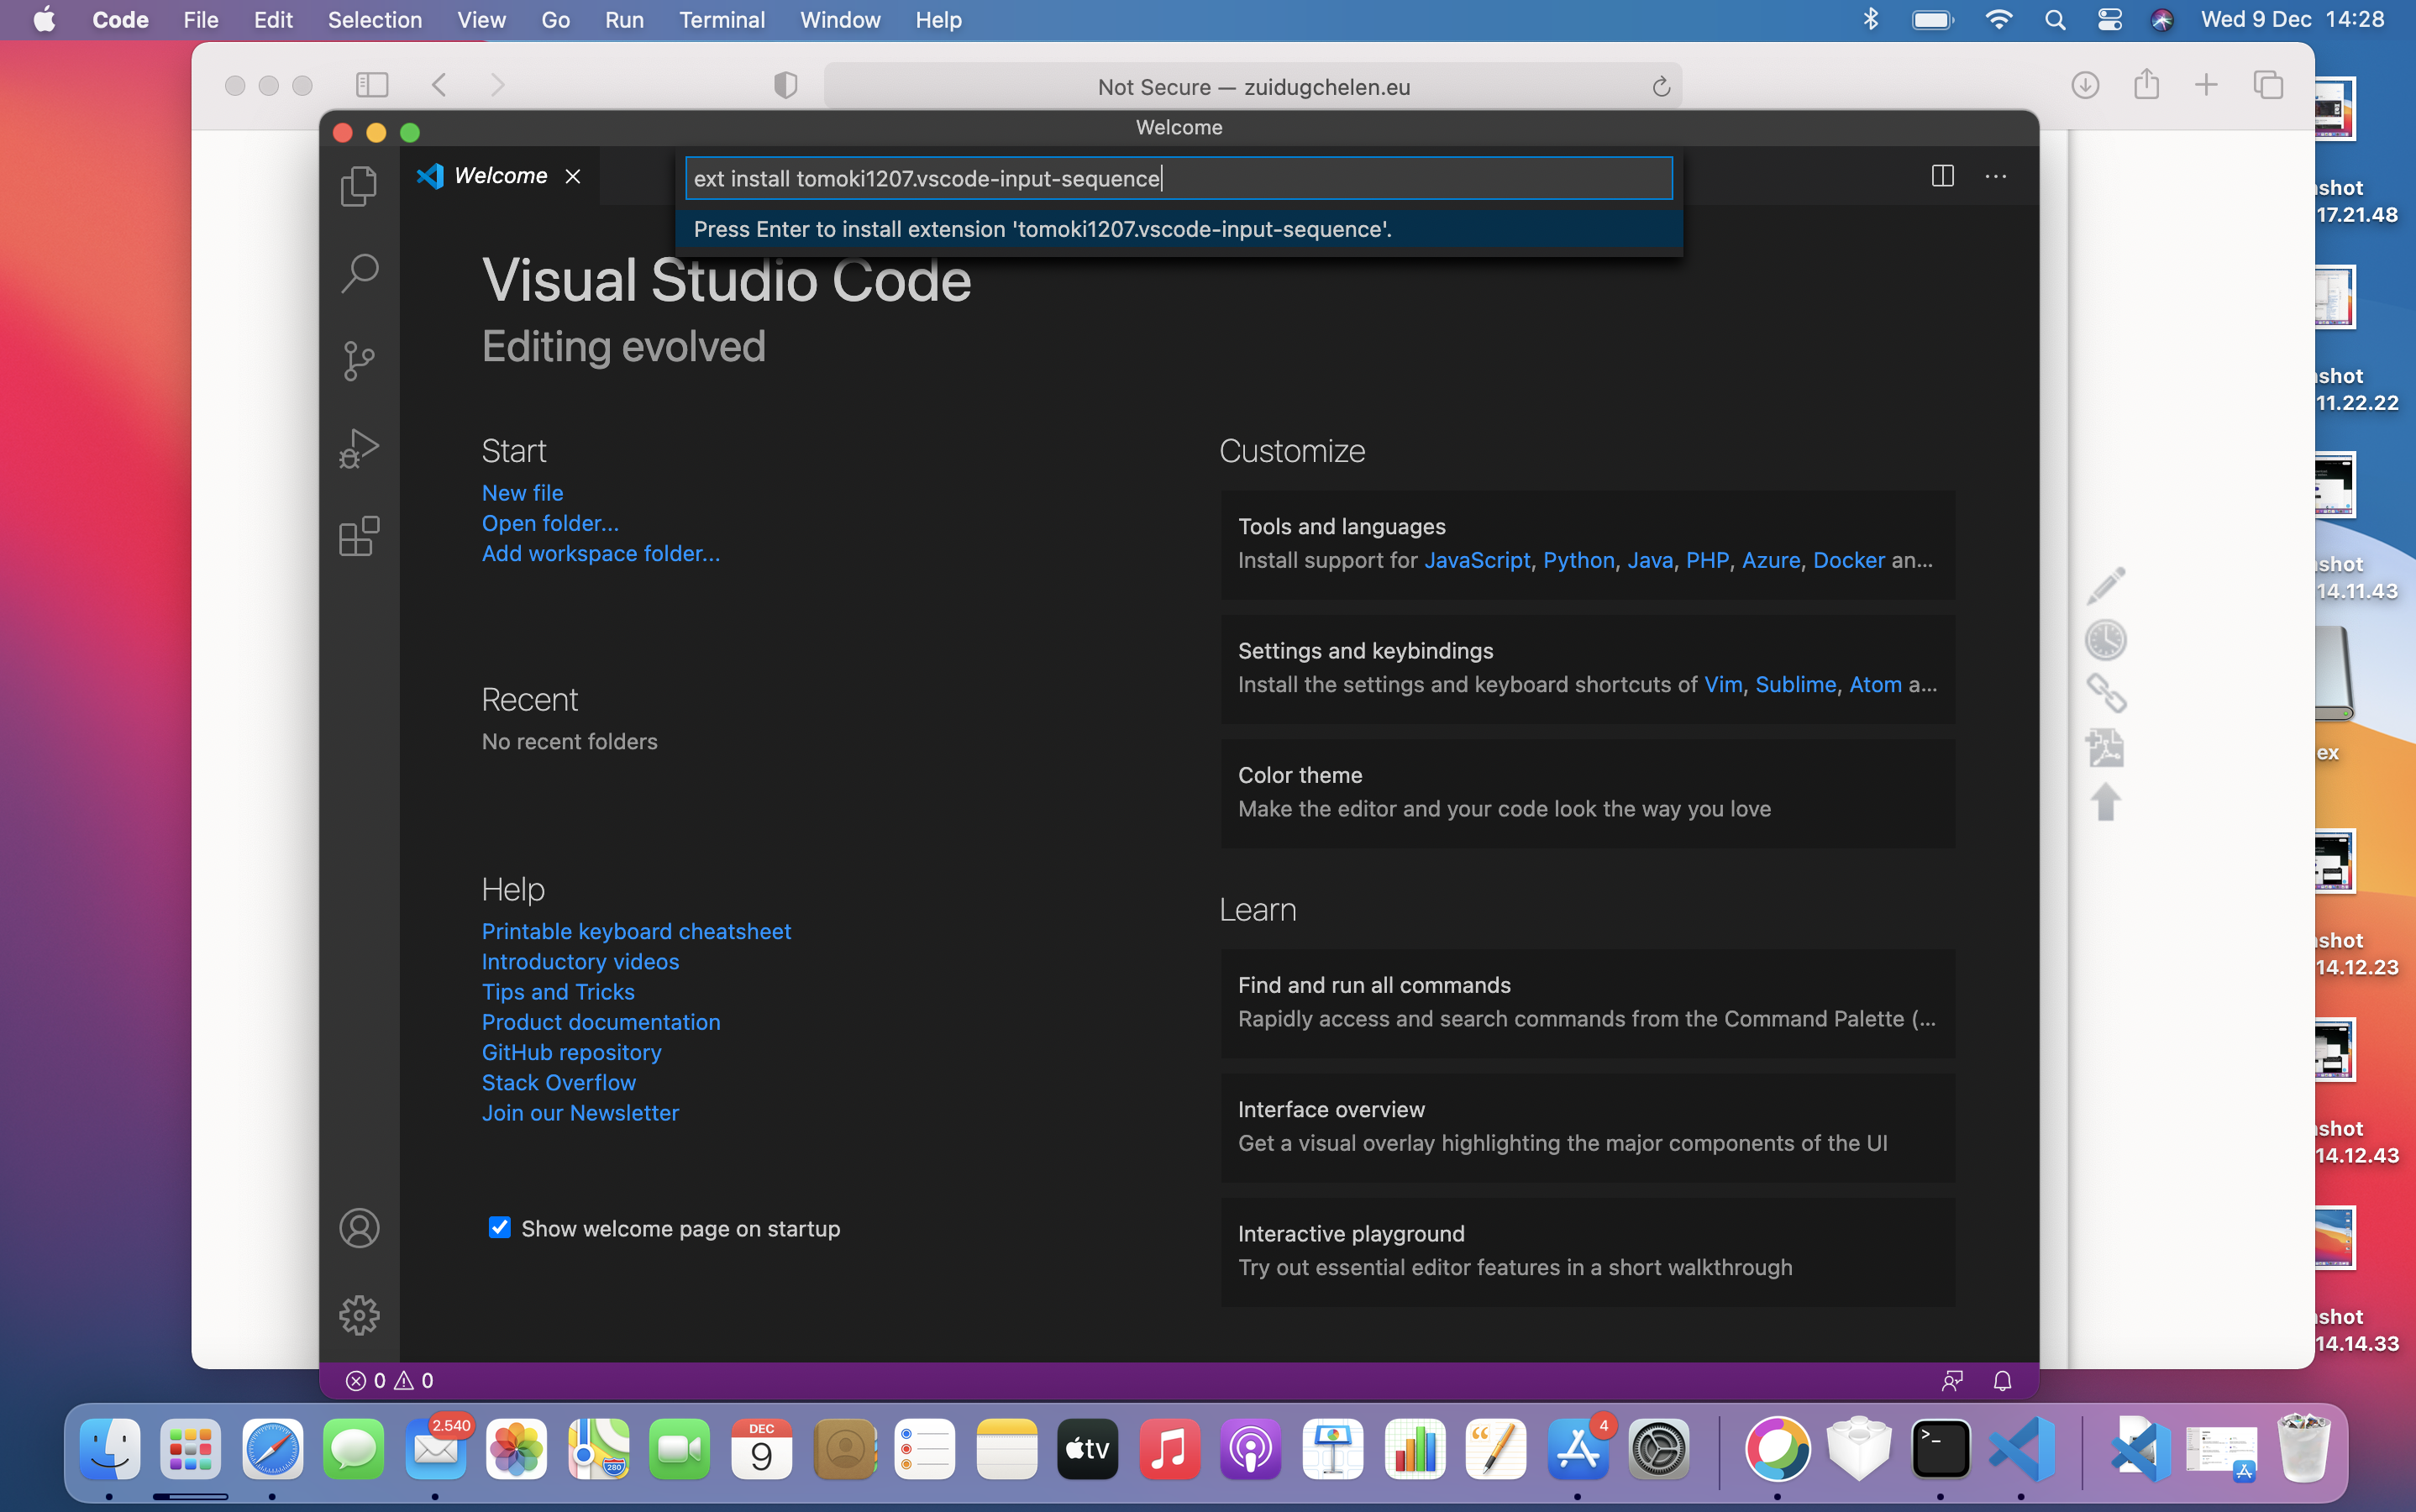 Code File Edit Selection View Go Run Terminal Window Help
Wed 9 Dec 14:28
Not Secure — zuidugchelen.eu
Welcome
Welcome
ext install tomoki1207.vscode-input-sequence
Press Enter to install extension 'tomoki1207.vscode-input-sequence'.
Visual Studio Code
Editing evolved
Start
New file
Open folder...
Add workspace folder...
Recent
No recent folders
Help
Printable keyboard cheatsheet
Introductory videos
Tips and Tricks
Product documentation
GitHub repository
Stack Overflow
Join our Newsletter
Show welcome page on startup
Customize
Tools and languages
Install support for JavaScript, Python, Java, PHP, Azure, Docker an...
Settings and keybindings
Install the settings and keyboard shortcuts of Vim, Sublime, Atom a...
Color theme
Make the editor and your code look the way you love
Learn
Find and run all commands
Rapidly access and search commands from the Command Palette (...
Interface overview
Get a visual overlay highlighting the major components of the UI
Interactive playground
Try out essential editor features in a short walkthrough
0 0
shot
17.21.48
shot
11.22.22
shot
14.11.43
ex
shot
14.12.23
shot
14.12.43
shot
14.14.33
2.540
280
DEC
9
tv
4
>_